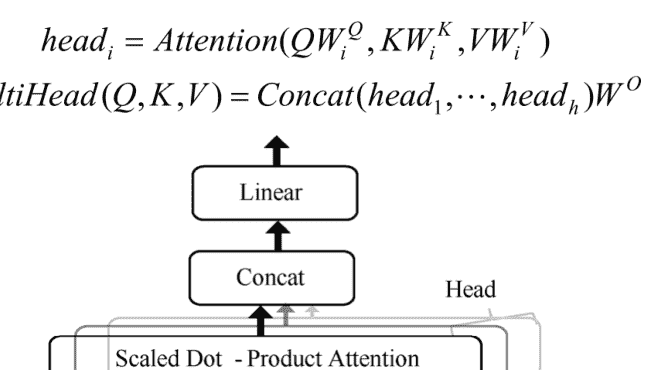 head_i = Attention(QW_i^Q, KW_i^K, VW_i^V)
ltiHead(Q, K, V) = Concat(head_1, ⋯, head_h)W^O
Linear
Concat
Head
Scaled Dot - Product Attention